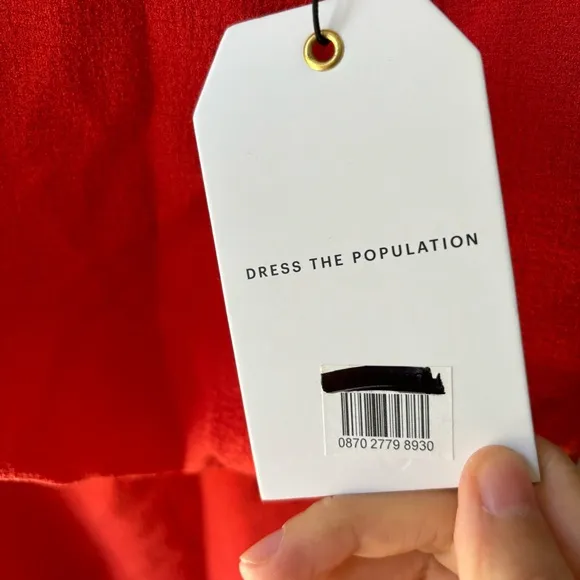 DRESS THE POPULATION
0870 2779 8930